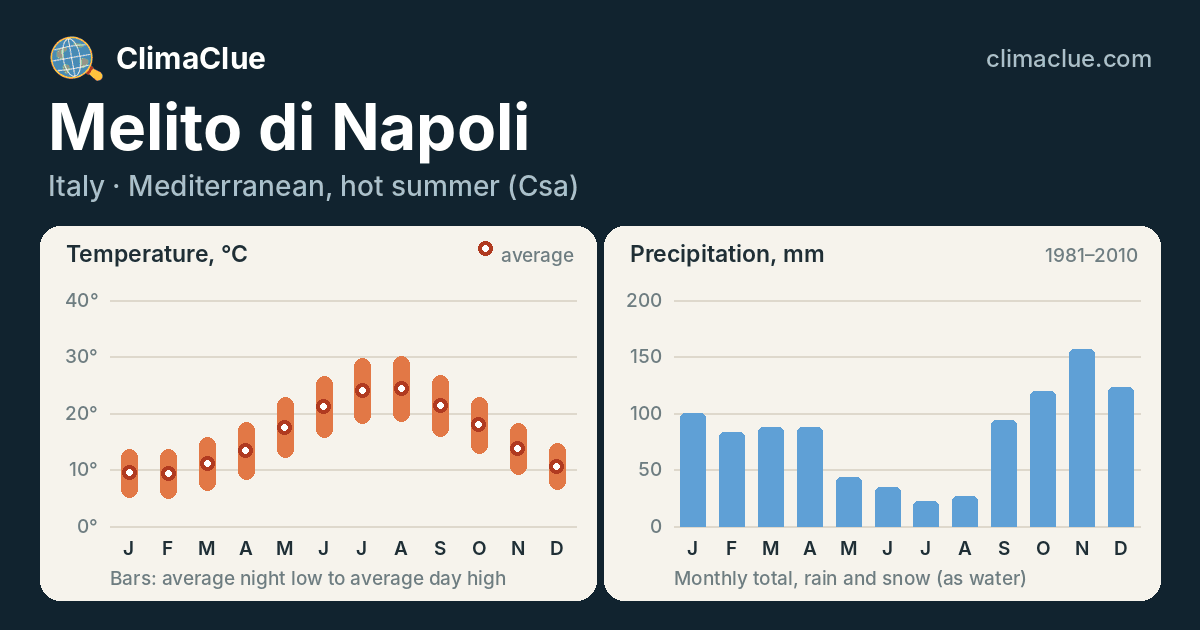 ClimaClue
climaclue.com
Melito di Napoli
Italy · Mediterranean, hot summer (Csa)
Temperature, °C
average
40°
30°
20°
10°
0°
J F M A M J J A S O N D
Bars: average night low to average day high
Precipitation, mm
1981–2010
200
150
100
50
0
J F M A M J J A S O N D
Monthly total, rain and snow (as water)